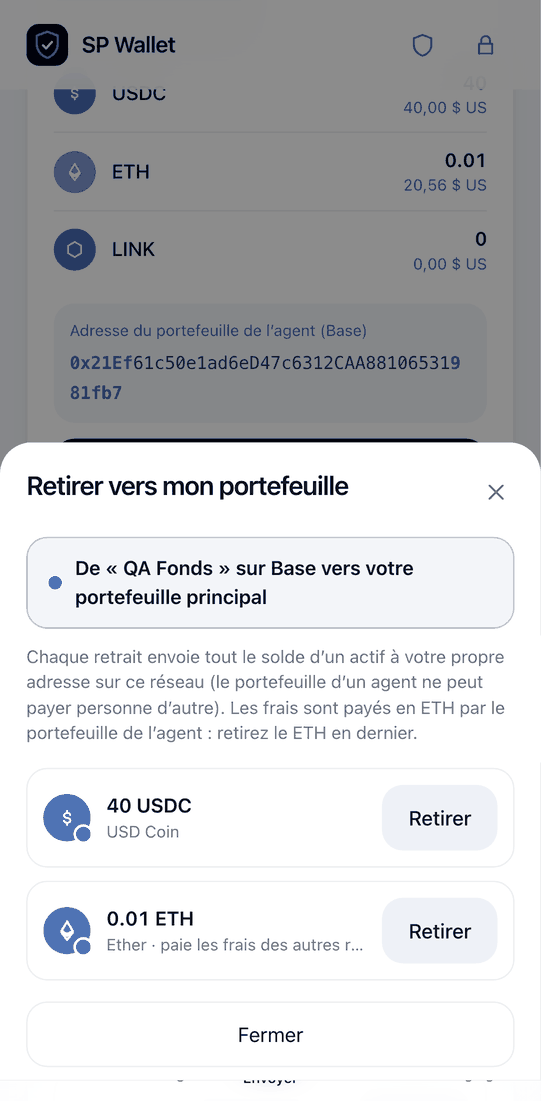 SP Wallet
USDC
40
40,00 $ US
ETH
0.01
20,56 $ US
LINK
0
0,00 $ US
Adresse du portefeuille de l’agent (Base)
0x21Ef61c50e1ad6eD47c6312CAA8810653199
81fb7
Retirer vers mon portefeuille
De « QA Fonds » sur Base vers votre
portefeuille principal
Chaque retrait envoie tout le solde d’un actif à votre propre
adresse sur ce réseau (le portefeuille d’un agent ne peut
payer personne d’autre). Les frais sont payés en ETH par le
portefeuille de l’agent : retirez le ETH en dernier.
$
40 USDC
USD Coin
Retirer
0.01 ETH
Ether · paie les frais des autres r…
Retirer
Fermer
Envoyer